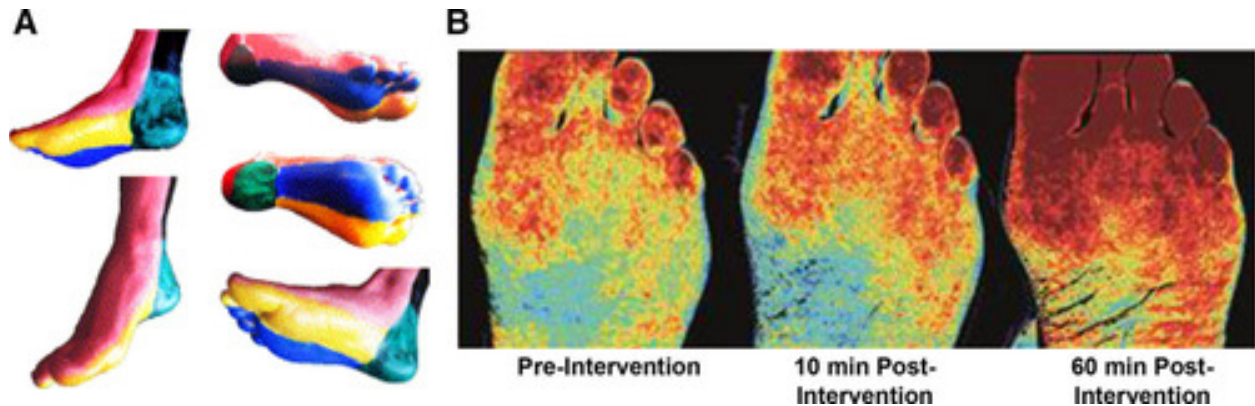 A
B
Pre-Intervention
10 min Post-
Intervention
60 min Post-
Intervention